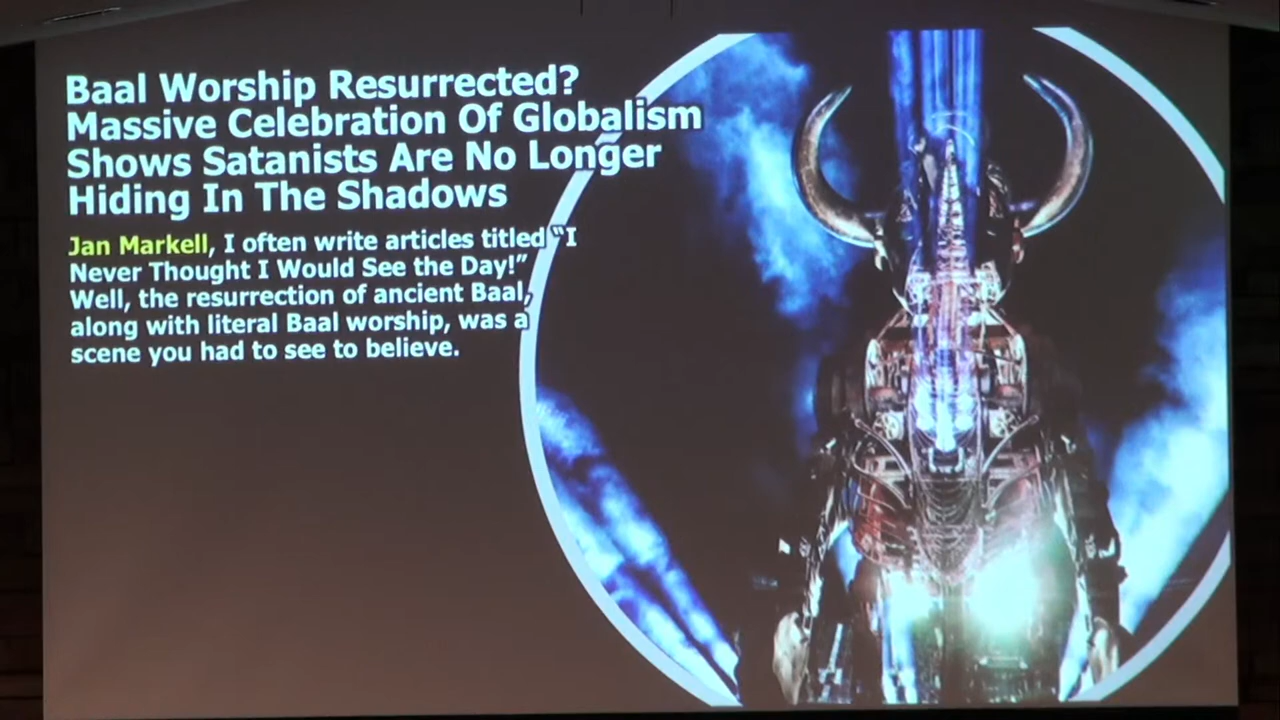 Baal Worship Resurrected?
Massive Celebration Of Globalism
Shows Satanists Are No Longer
Hiding In The Shadows
Jan Markell, I often write articles titled “I
Never Thought I Would See the Day!”
Well, the resurrection of ancient Baal,
along with literal Baal worship, was a
scene you had to see to believe.